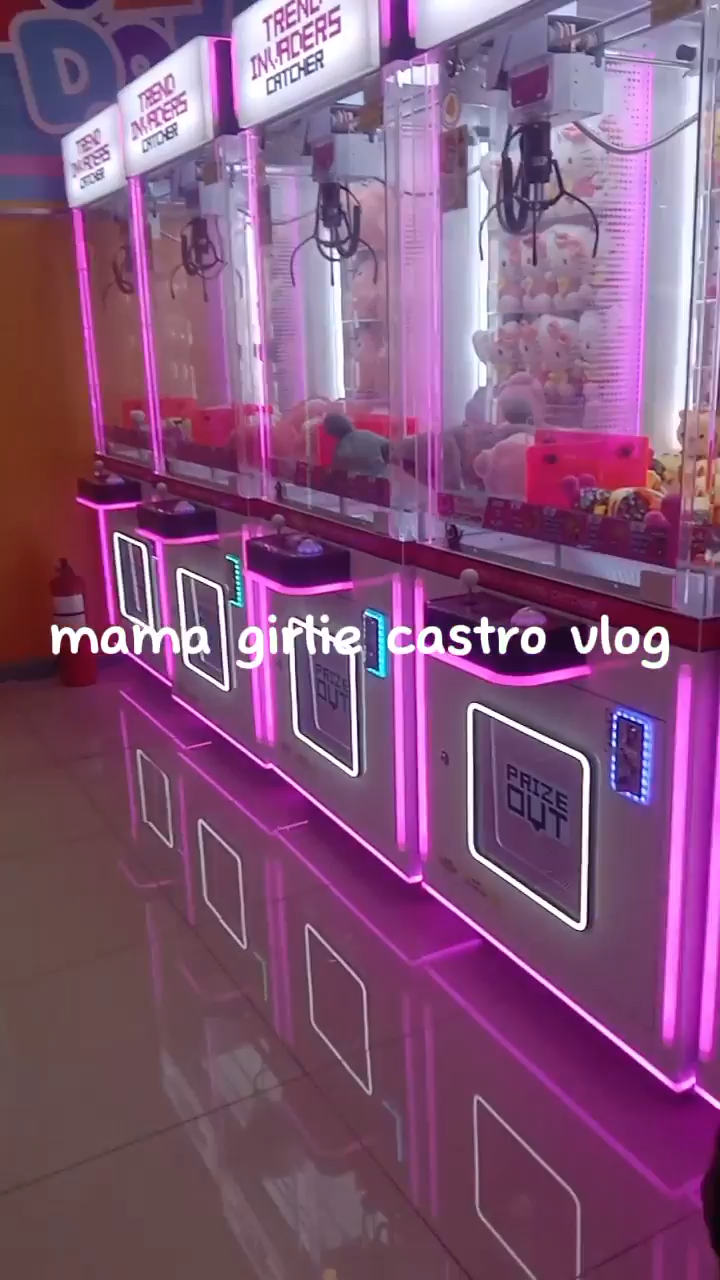 TREND
INVADERS
CATCHER
TREND
INVADERS
CATCHER
TREND
INVADERS
CATCHER
mama girlie castro vlog
PRIZE
OUT
PRIZE
OUT